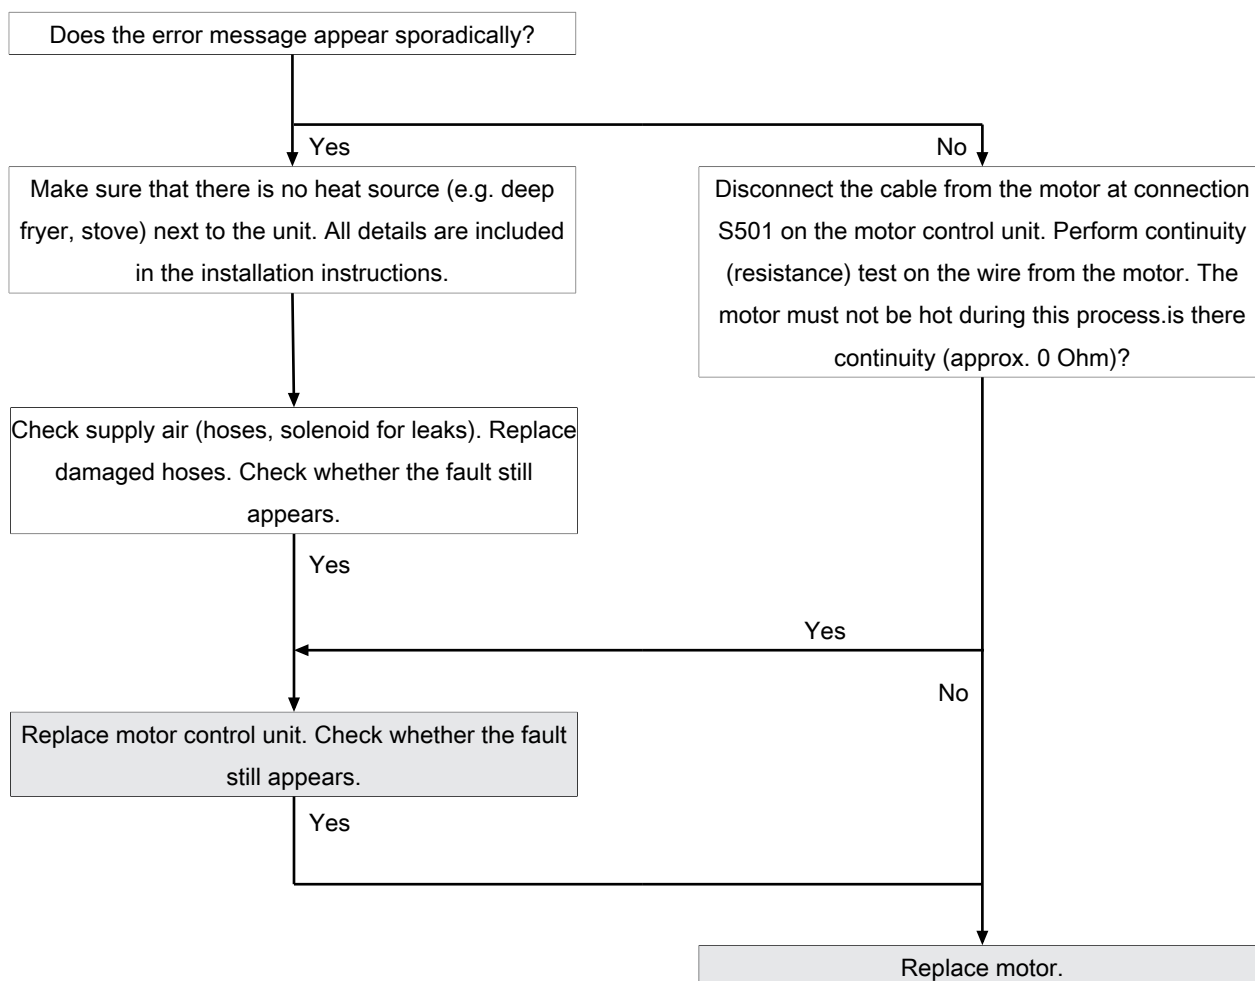 Does the error message appear sporadically?
Yes
No
Make sure that there is no heat source (e.g. deep
fryer, stove) next to the unit. All details are included
in the installation instructions.
Disconnect the cable from the motor at connection
S501 on the motor control unit. Perform continuity
(resistance) test on the wire from the motor. The
motor must not be hot during this process.is there
continuity (approx. 0 Ohm)?
Check supply air (hoses, solenoid for leaks). Replace
damaged hoses. Check whether the fault still
appears.
Yes
Yes
No
Replace motor control unit. Check whether the fault
still appears.
Yes
Replace motor.